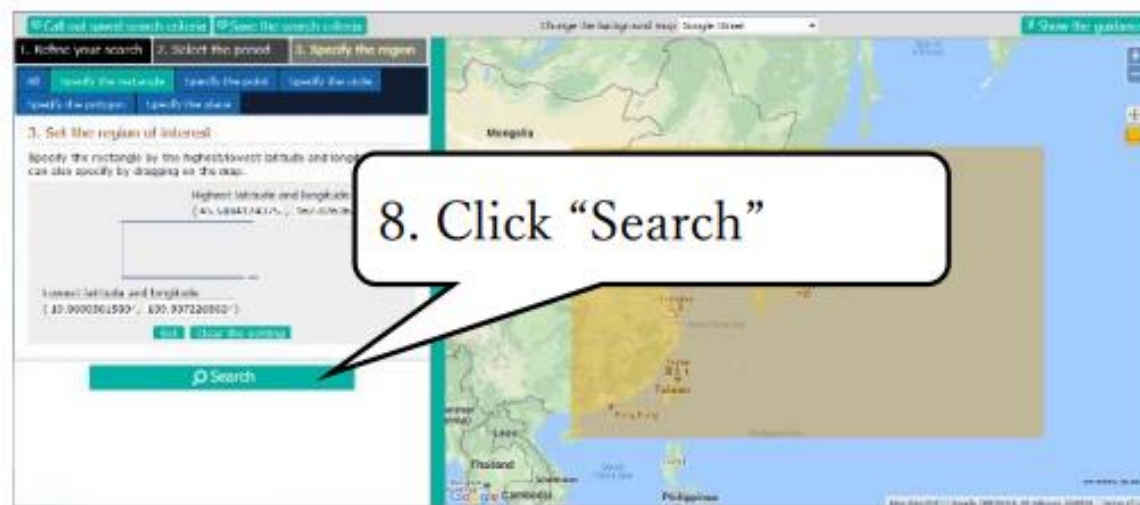 Call out saved search criteria Save the search criteria
Change the background map Google Street
Show the guidance
1. Refine your search 2. Select the period 3. Specify the region
All Specify the rectangle Specify the point Specify the circle
Specify the polygon Specify the place
3. Set the region of interest
Specify the rectangle by the highest/lowest latitude and
can also specify by dragging on the map.
Highest latitude and longitude
Lowest latitude and longitude
Set Clear the setting
Search
8. Click “Search”
Mongolia
Taiwan
Hong Kong
Laos
Thailand
Vietnam
Cambodia
Philippines
Google